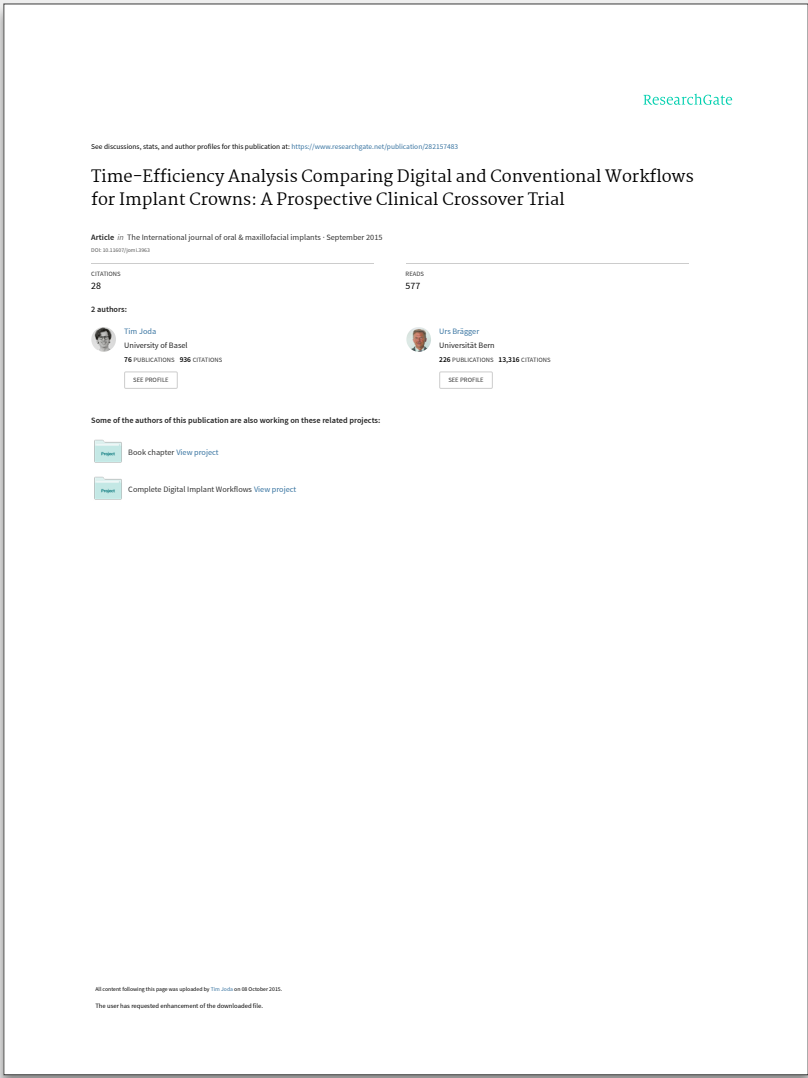 ResearchGate
See discussions, stats, and author profiles for this publication at: https://www.researchgate.net/publication/282157483
Time-Efficiency Analysis Comparing Digital and Conventional Workflows
for Implant Crowns: A Prospective Clinical Crossover Trial
Article in The International journal of oral & maxillofacial implants · September 2015
DOI: 10.11607/jomi.3963
CITATIONS
28
READS
577
2 authors:
Tim Joda
University of Basel
76 PUBLICATIONS 936 CITATIONS
SEE PROFILE
Urs Brägger
Universität Bern
226 PUBLICATIONS 13,316 CITATIONS
SEE PROFILE
Some of the authors of this publication are also working on these related projects:
Project
Book chapter View project
Project
Complete Digital Implant Workflows View project
All content following this page was uploaded by Tim Joda on 08 October 2015.
The user has requested enhancement of the downloaded file.